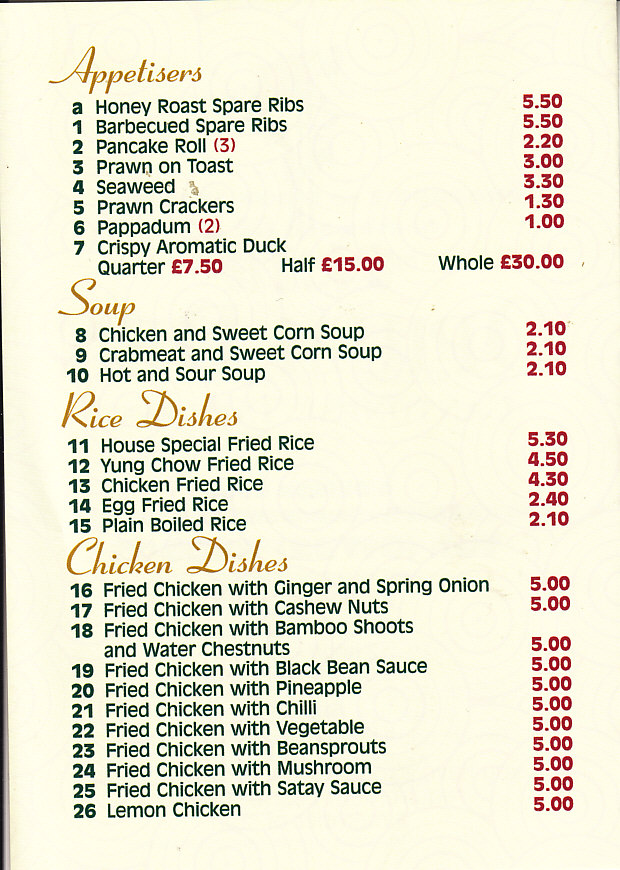 Appetisers
a Honey Roast Spare Ribs 5.50
1 Barbecued Spare Ribs 5.50
2 Pancake Roll (3) 2.20
3 Prawn on Toast 3.00
4 Seaweed 3.30
5 Prawn Crackers 1.30
6 Pappadum (2) 1.00
7 Crispy Aromatic Duck
Quarter £7.50 Half £15.00 Whole £30.00
Soup
8 Chicken and Sweet Corn Soup 2.10
9 Crabmeat and Sweet Corn Soup 2.10
10 Hot and Sour Soup 2.10
Rice Dishes
11 House Special Fried Rice 5.30
12 Yung Chow Fried Rice 4.50
13 Chicken Fried Rice 4.30
14 Egg Fried Rice 2.40
15 Plain Boiled Rice 2.10
Chicken Dishes
16 Fried Chicken with Ginger and Spring Onion 5.00
17 Fried Chicken with Cashew Nuts 5.00
18 Fried Chicken with Bamboo Shoots
and Water Chestnuts 5.00
19 Fried Chicken with Black Bean Sauce 5.00
20 Fried Chicken with Pineapple 5.00
21 Fried Chicken with Chilli 5.00
22 Fried Chicken with Vegetable 5.00
23 Fried Chicken with Beansprouts 5.00
24 Fried Chicken with Mushroom 5.00
25 Fried Chicken with Satay Sauce 5.00
26 Lemon Chicken 5.00